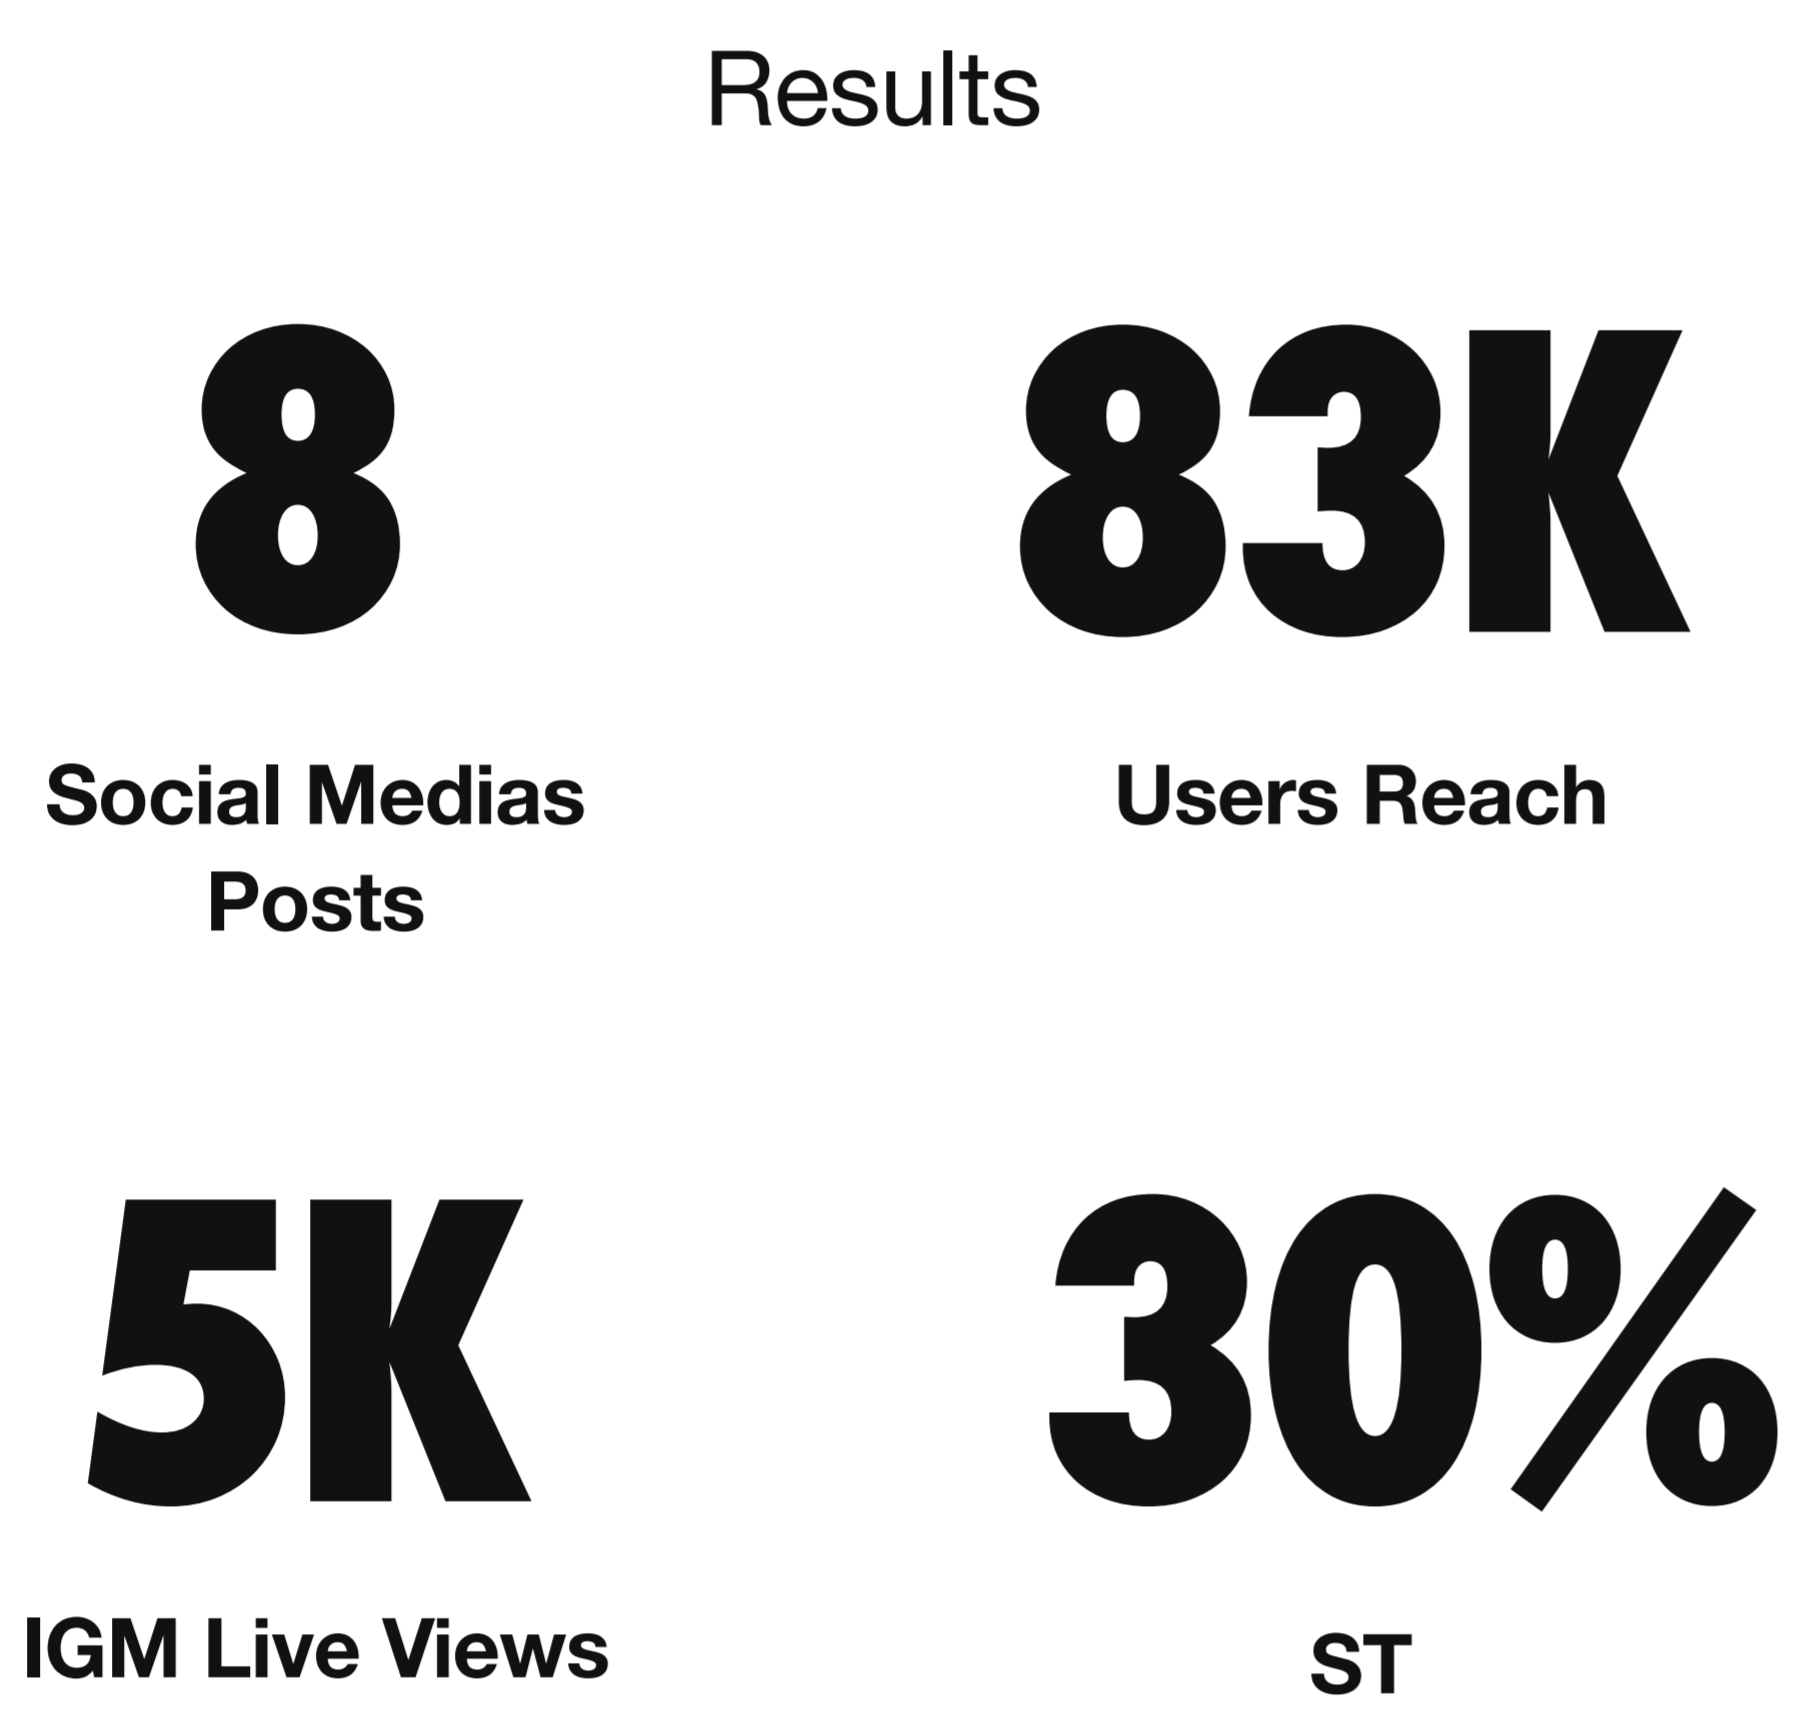 Results
8
Social Medias
Posts
83K
Users Reach
5K
IGM Live Views
30%
ST